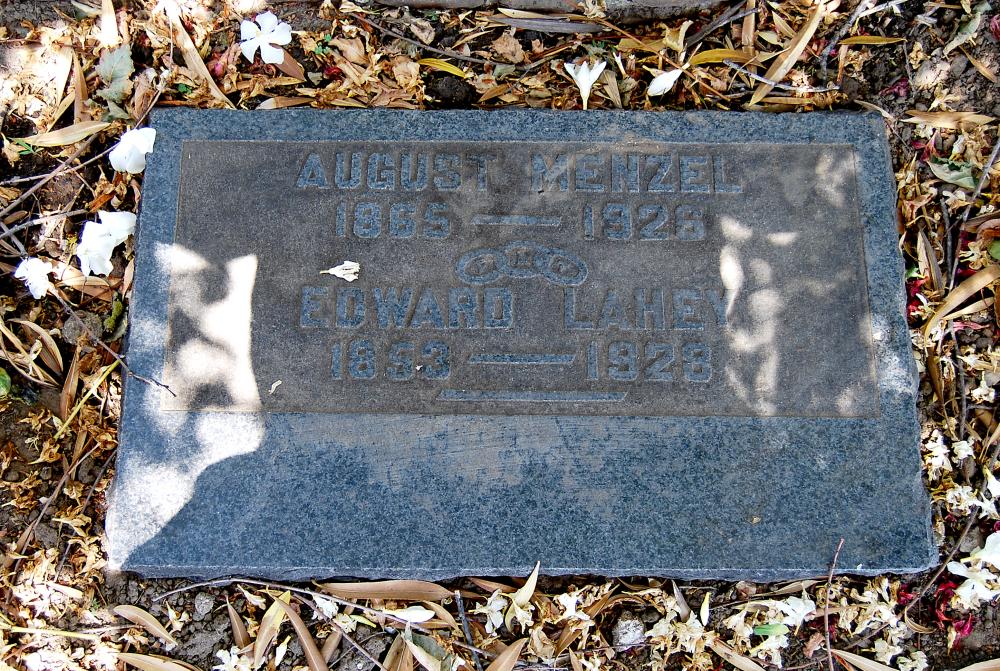 AUGUST MENZEL
1865 — 1926
EDWARD LAHEY
1853 — 1928